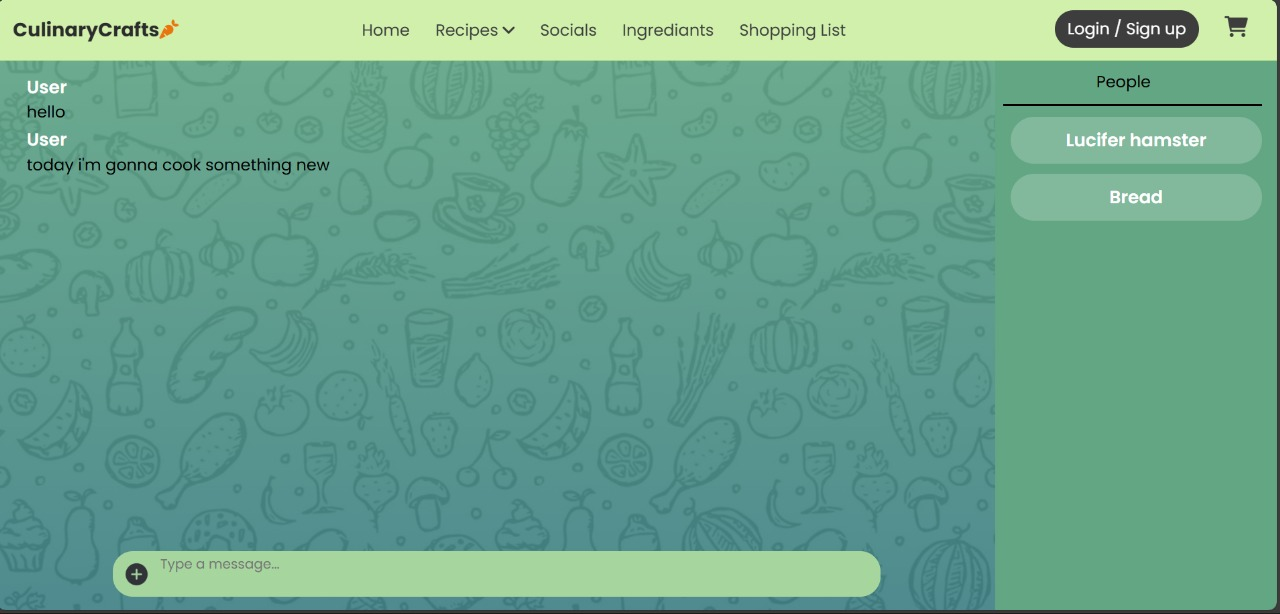 CulinaryCrafts
Home Recipes Socials Ingrediants Shopping List
Login / Sign up
User
hello
User
today i'm gonna cook something new
Type a message...
People
Lucifer hamster
Bread